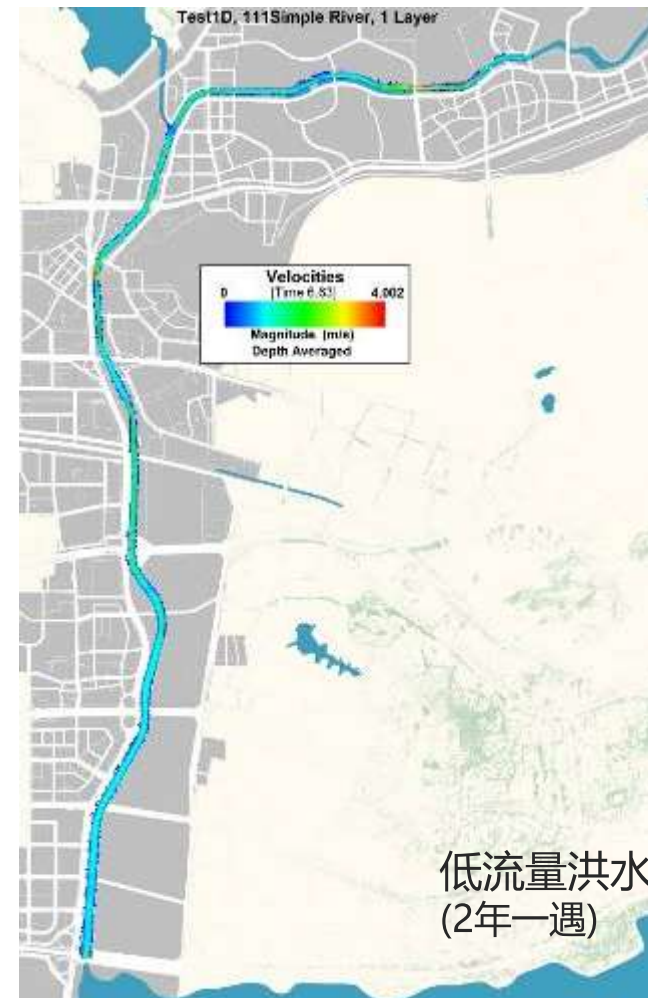 Test1D, 111Simple River, 1 Layer
Velocities
0 [Time 6.83] 4.002
Magnitude (m/s)
Depth Averaged
低流量洪水
(2年一遇)